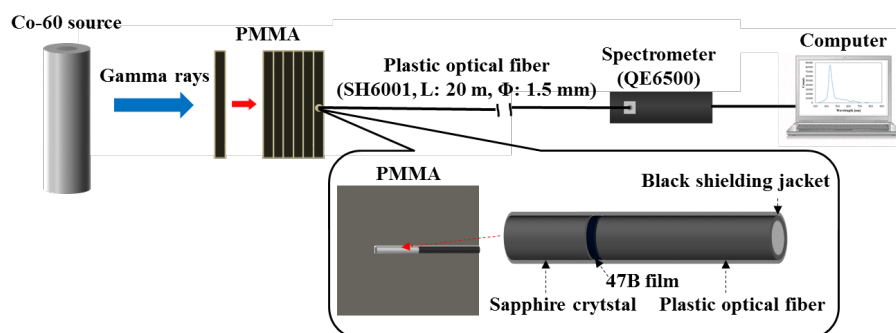 Co-60 source
PMMA
Gamma rays
Plastic optical fiber
(SH6001, L: 20 m, Φ: 1.5 mm)
Spectrometer
(QE6500)
Computer
PMMA
Black shielding jacket
47B film
Sapphire crytstal
Plastic optical fiber